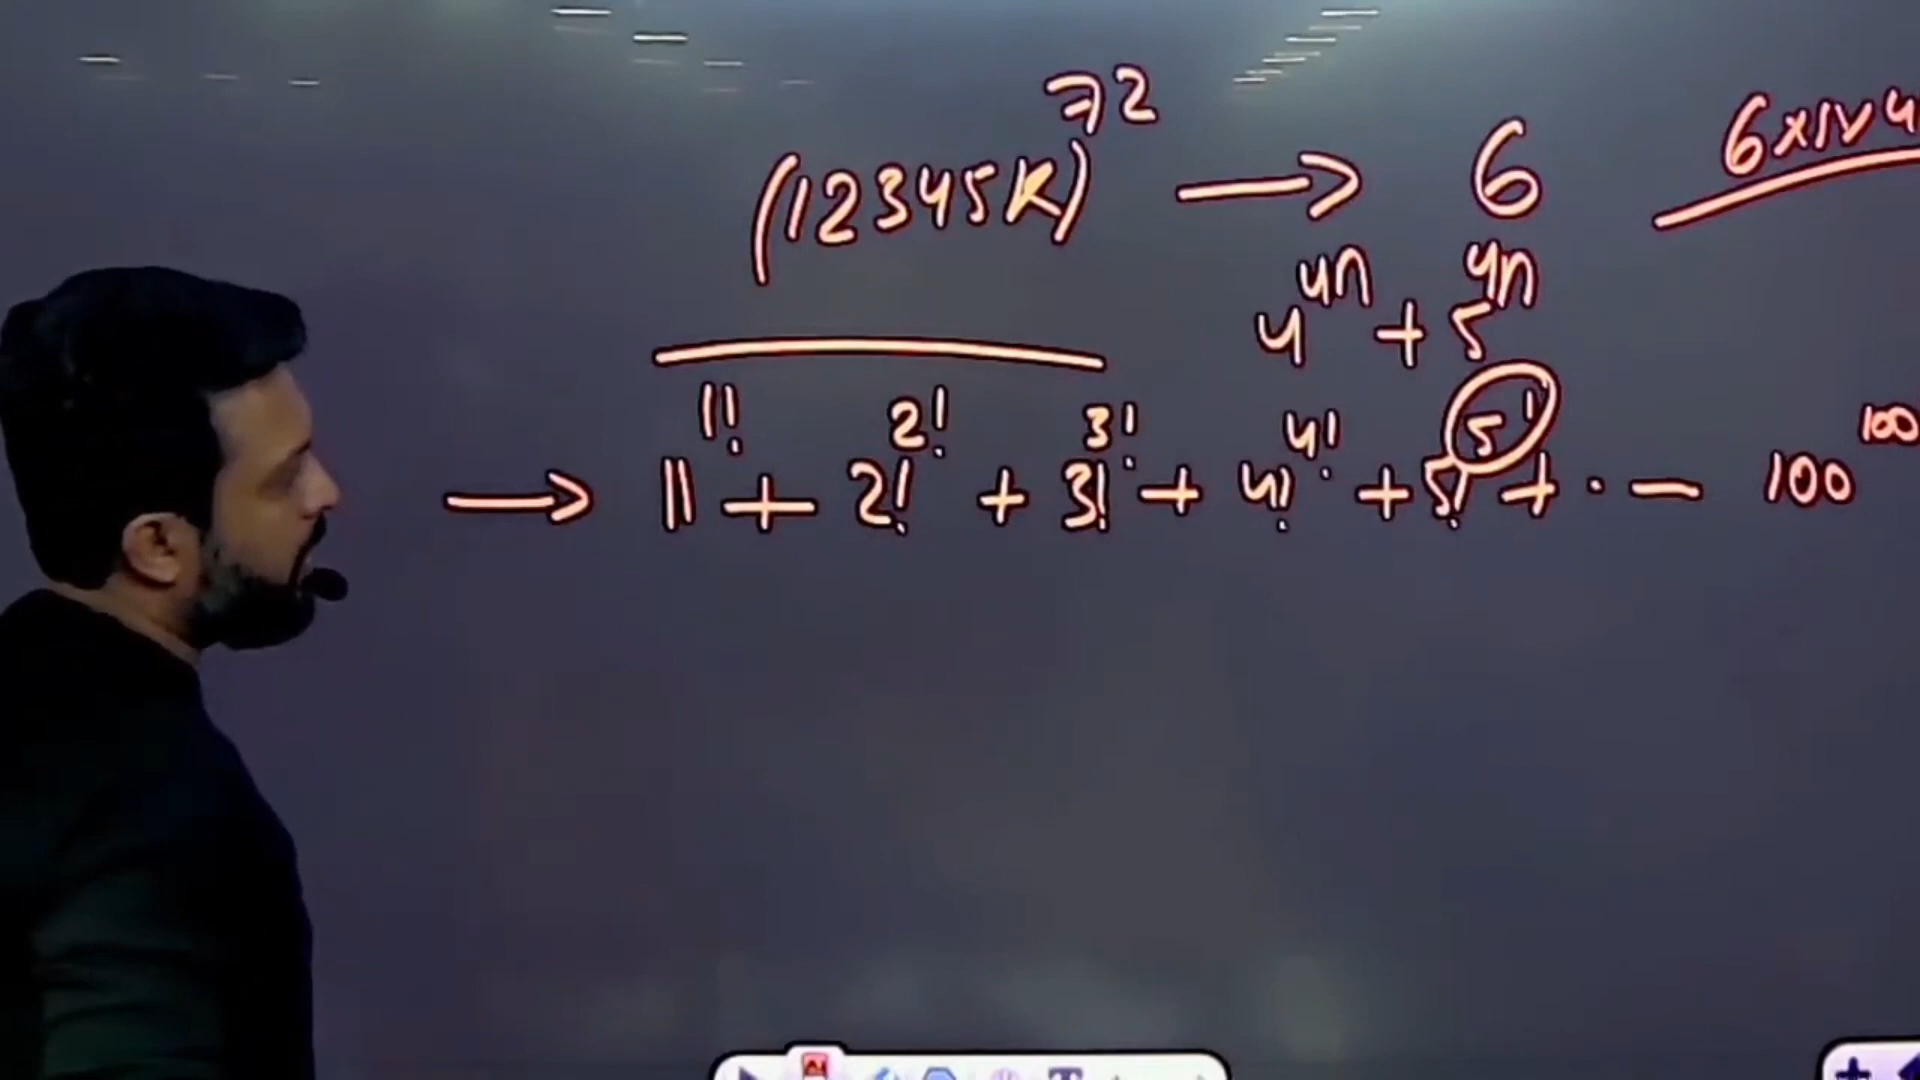 (12345K)^72 → 6 6x
4^4n + 5^4n
→ 1!^1! + 2!^2! + 3!^3! + 4!^4! + 5!^5! + · — 100^100